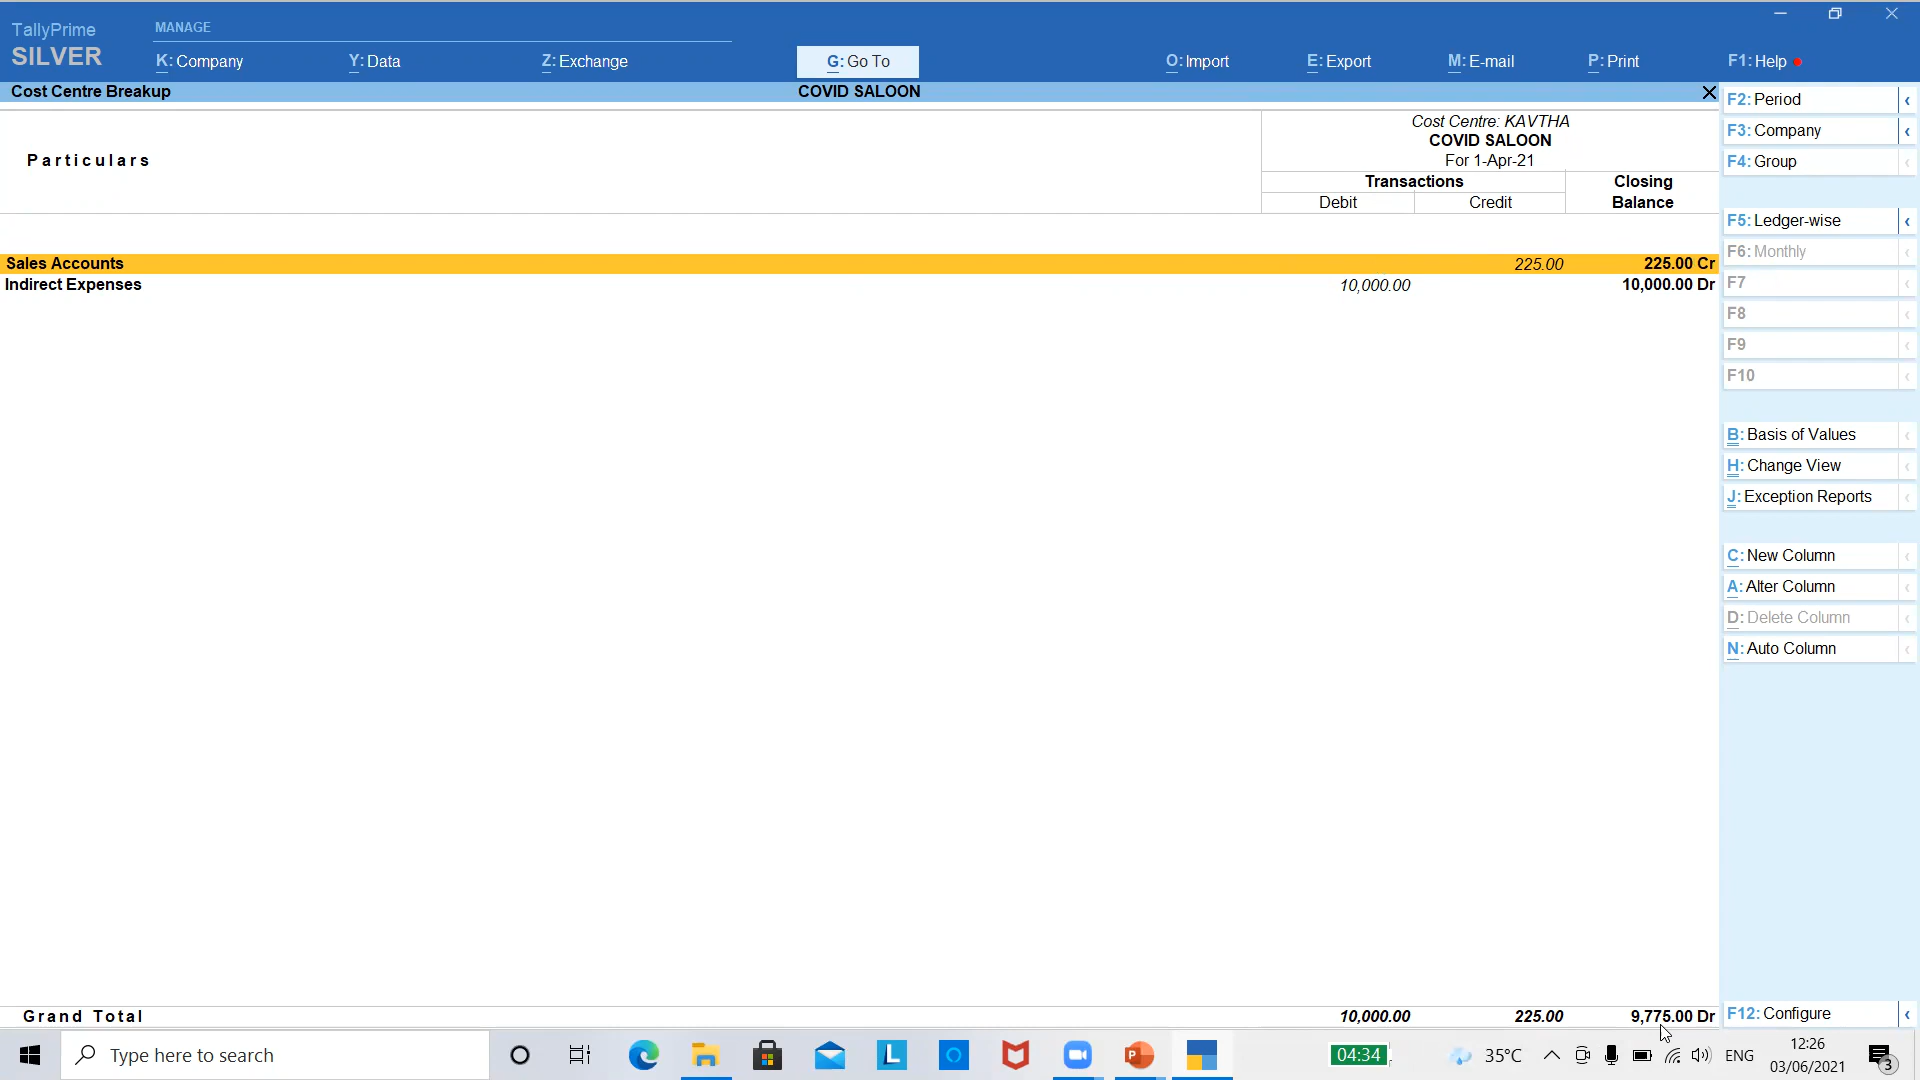 TallyPrime
SILVER
MANAGE
K: Company
Y: Data
Z: Exchange
G: Go To
O: Import
E: Export
M: E-mail
P: Print
F1: Help
Cost Centre Breakup
COVID SALOON
Particulars
Cost Centre: KAVTHA
COVID SALOON
For 1-Apr-21
Transactions
Closing
Debit
Credit
Balance
Sales Accounts 225.00 225.00 Cr
Indirect Expenses 10,000.00 10,000.00 Dr
Grand Total 10,000.00 225.00 9,775.00 Dr
F2: Period
F3: Company
F4: Group
F5: Ledger-wise
F6: Monthly
F7
F8
F9
F10
B: Basis of Values
H: Change View
J: Exception Reports
C: New Column
A: Alter Column
D: Delete Column
N: Auto Column
F12: Configure
Type here to search
L
P
04:34
35°C
ENG
12:26
03/06/2021
3